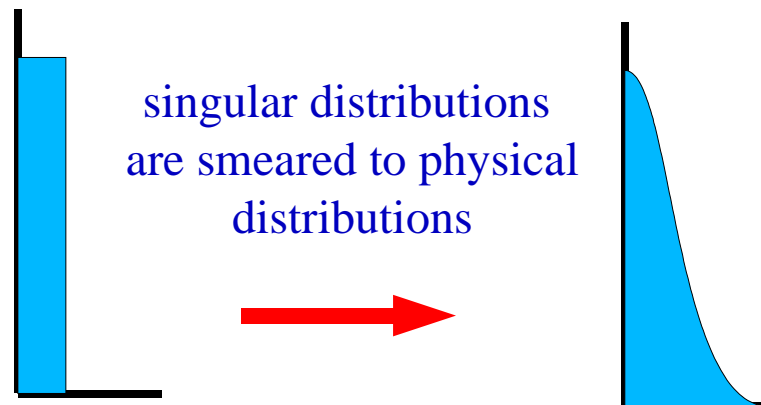 singular distributions
are smeared to physical
distributions